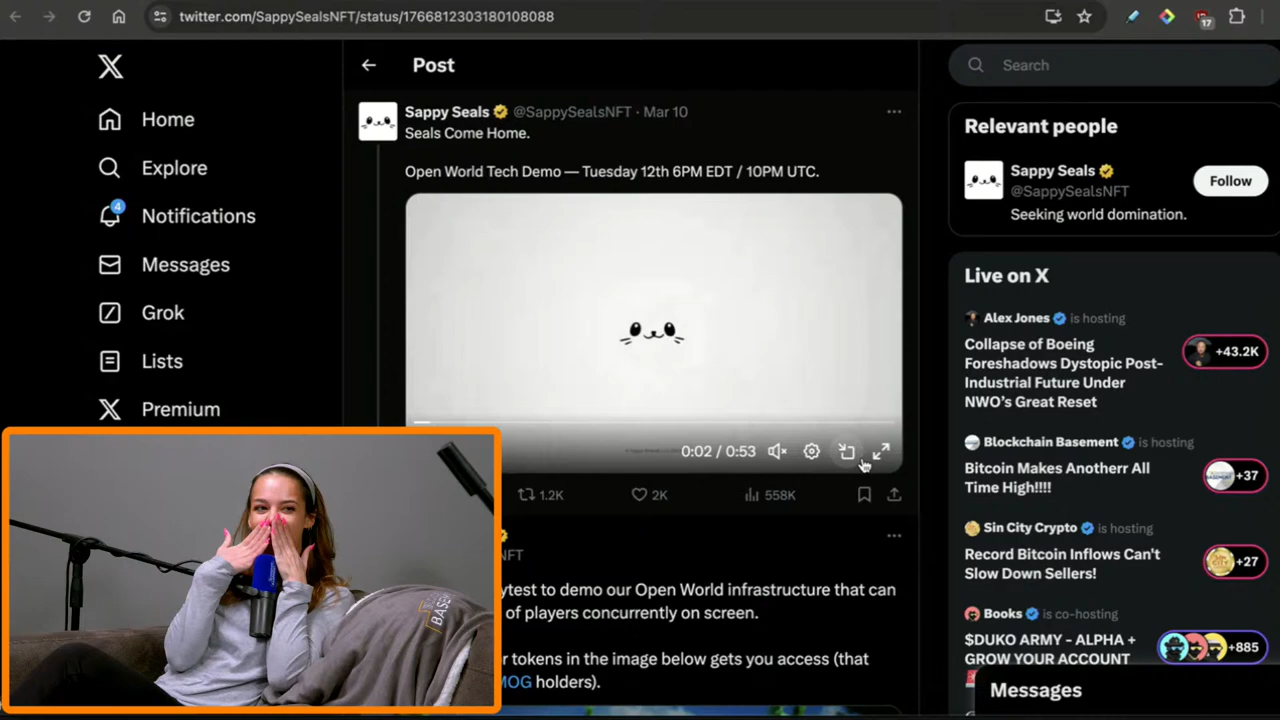 twitter.com/SappySealsNFT/status/1766812303180108088
17
Post
Search
Home
Explore
4
Notifications
Messages
Grok
Lists
Premium
Sappy Seals @SappySealsNFT · Mar 10
Seals Come Home.
Open World Tech Demo — Tuesday 12th 6PM EDT / 10PM UTC.
0:02 / 0:53
1.2K
2K
558K
NFT
ytest to demo our Open World infrastructure that can
of players concurrently on screen.
r tokens in the image below gets you access (that
MOG holders).
Relevant people
Sappy Seals
@SappySealsNFT
Follow
Seeking world domination.
Live on X
Alex Jones is hosting
Collapse of Boeing
Foreshadows Dystopic Post-
Industrial Future Under
NWO's Great Reset
+43.2K
Blockchain Basement is hosting
Bitcoin Makes Anotherr All
Time High!!!!
+37
Sin City Crypto is hosting
Record Bitcoin Inflows Can't
Slow Down Sellers!
+27
Books is co-hosting
$DUKO ARMY - ALPHA +
GROW YOUR ACCOUNT
+885
Messages